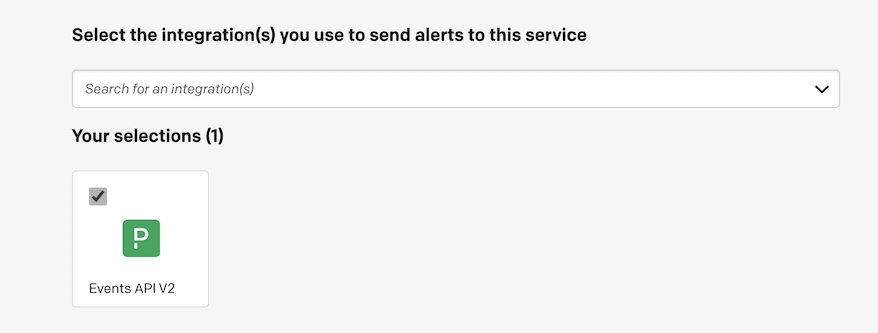 Select the integration(s) you use to send alerts to this service
Search for an integration(s)
Your selections (1)
P
Events API V2